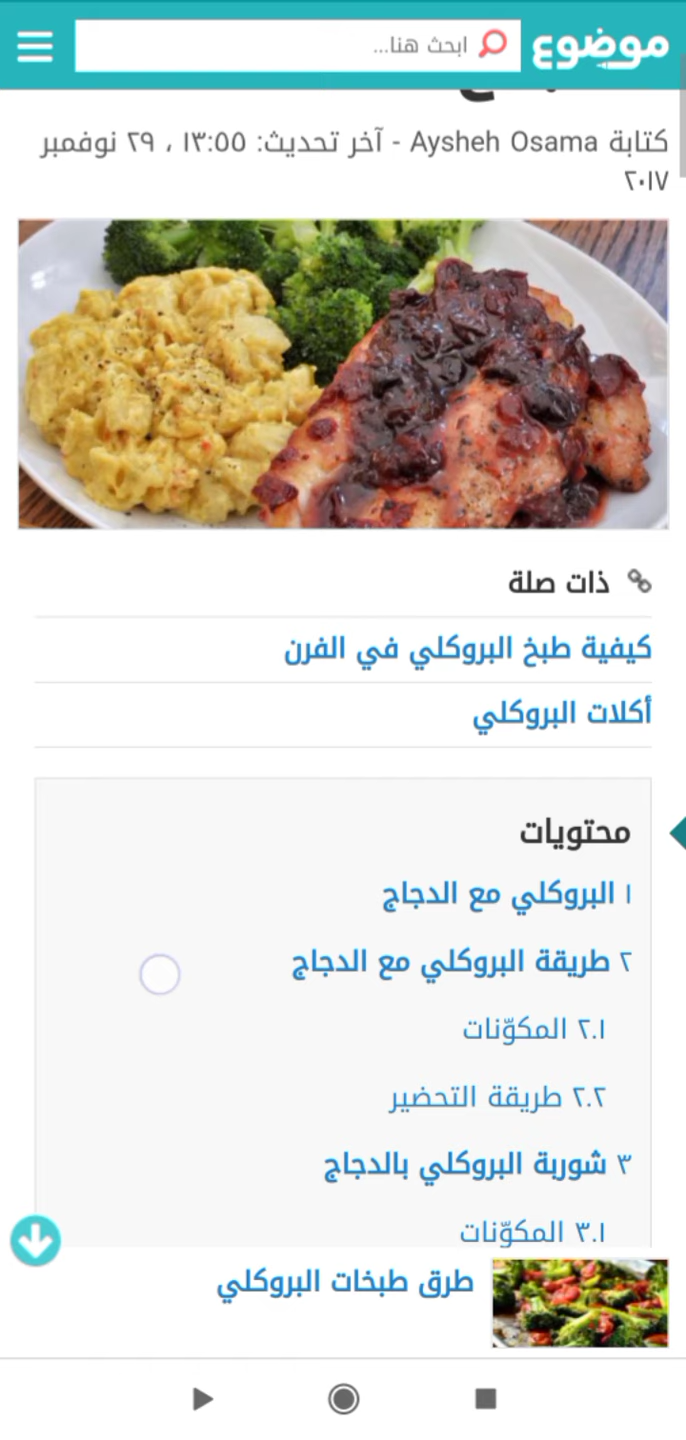 موضوع
ابحث هنا...
كتابة Aysheh Osama - آخر تحديث: ١٣:٥٥ ، ٢٩ نوفمبر
٢٠١٧
ذات صلة
كيفية طبخ البروكلي في الفرن
أكلات البروكلي
محتويات
١ البروكلي مع الدجاج
٢ طريقة البروكلي مع الدجاج
٢.١ المكوّنات
٢.٢ طريقة التحضير
٣ شوربة البروكلي بالدجاج
٣.١ المكوّنات
طرق طبخات البروكلي